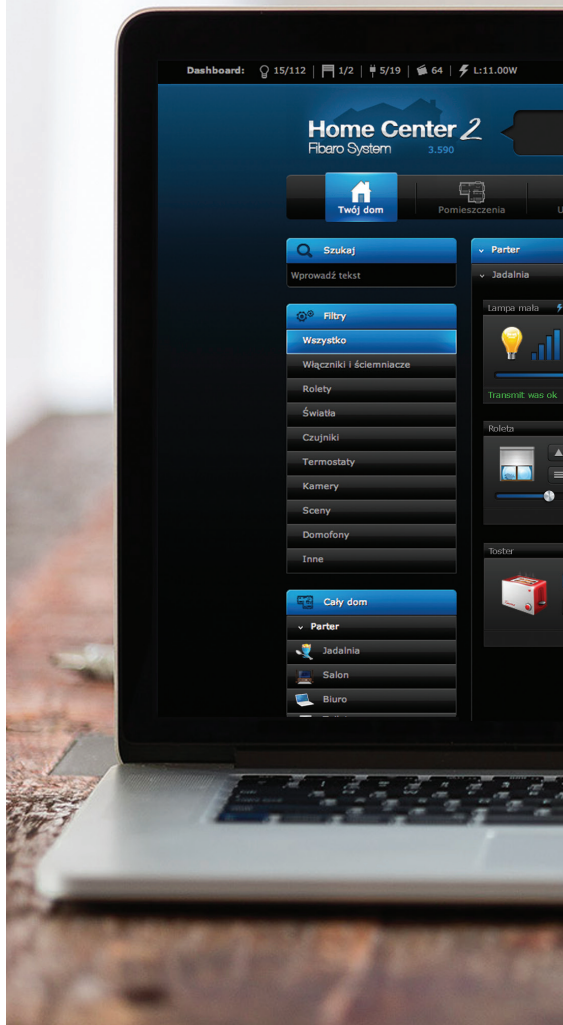 Dashboard: 15/112 | 1/2 | 5/19 | 64 | L:11.00W
Home Center 2
Fibaro System 3.590
Twój dom
Pomieszczenia
Szukaj
Wprowadź tekst
Filtry
Wszystko
Włączniki i ściemniacze
Rolety
Światła
Czujniki
Termostaty
Kamery
Sceny
Domofony
Inne
Cały dom
Parter
Jadalnia
Salon
Biuro
Parter
Jadalnia
Lampa mała
Transmit was ok
Roleta
Toster